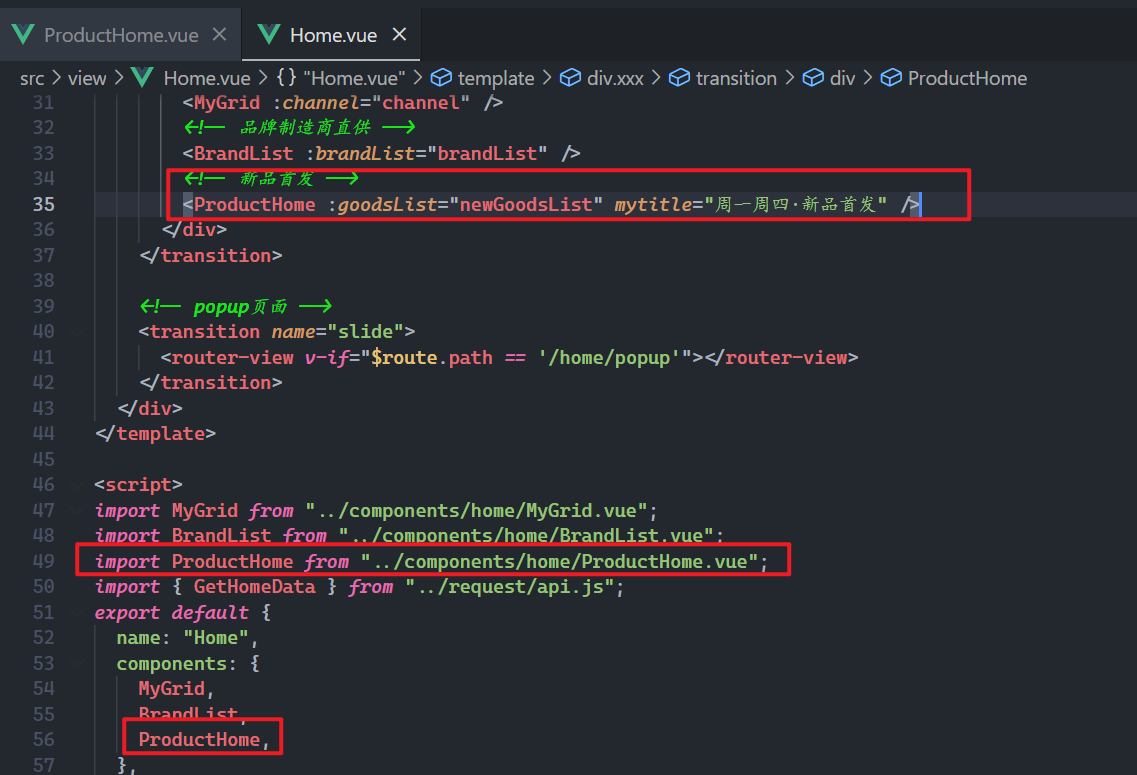 ProductHome.vue × Home.vue ×
src > view > Home.vue > {} "Home.vue" > template > div.xxx > transition > div > ProductHome
31 <MyGrid :channel="channel" />
32 <!-- 品牌制造商直供 -->
33 <BrandList :brandList="brandList" />
34 <!-- 新品首发 -->
35 <ProductHome :goodsList="newGoodsList" mytitle="周一周四·新品首发" />
36 </div>
37 </transition>
38
39 <!-- popup页面 -->
40 <transition name="slide">
41 <router-view v-if="$route.path == '/home/popup'"></router-view>
42 </transition>
43 </div>
44 </template>
45
46 <script>
47 import MyGrid from "../components/home/MyGrid.vue";
48 import BrandList from "../components/home/BrandList.vue";
49 import ProductHome from "../components/home/ProductHome.vue";
50 import { GetHomeData } from "../request/api.js";
51 export default {
52 name: "Home",
53 components: {
54 MyGrid,
55 BrandList,
56 ProductHome,
57 },